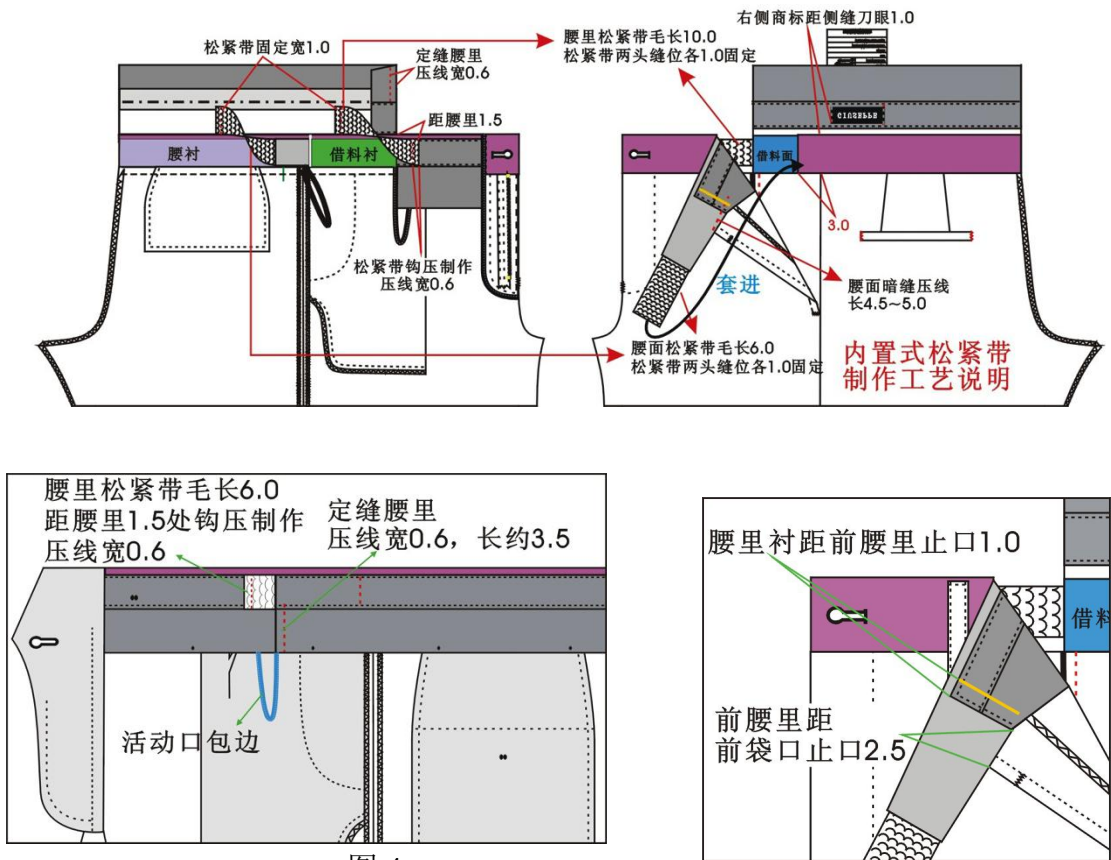 松紧带固定宽1.0
定缝腰里
压线宽0.6
腰里松紧带毛长10.0
松紧带两头缝位各1.0固定
右侧商标距侧缝刀眼1.0
距腰里1.5
GIUSEPPE
腰衬
借料衬
借料面
3.0
松紧带钩压制作
压线宽0.6
套进
腰面暗缝压线
长4.5~5.0
腰面松紧带毛长6.0
松紧带两头缝位各1.0固定
内置式松紧带
制作工艺说明
腰里松紧带毛长6.0
距腰里1.5处钩压制作
压线宽0.6
定缝腰里
压线宽0.6，长约3.5
活动口包边
腰里衬距前腰里止口1.0
借料
前腰里距
前袋口止口2.5